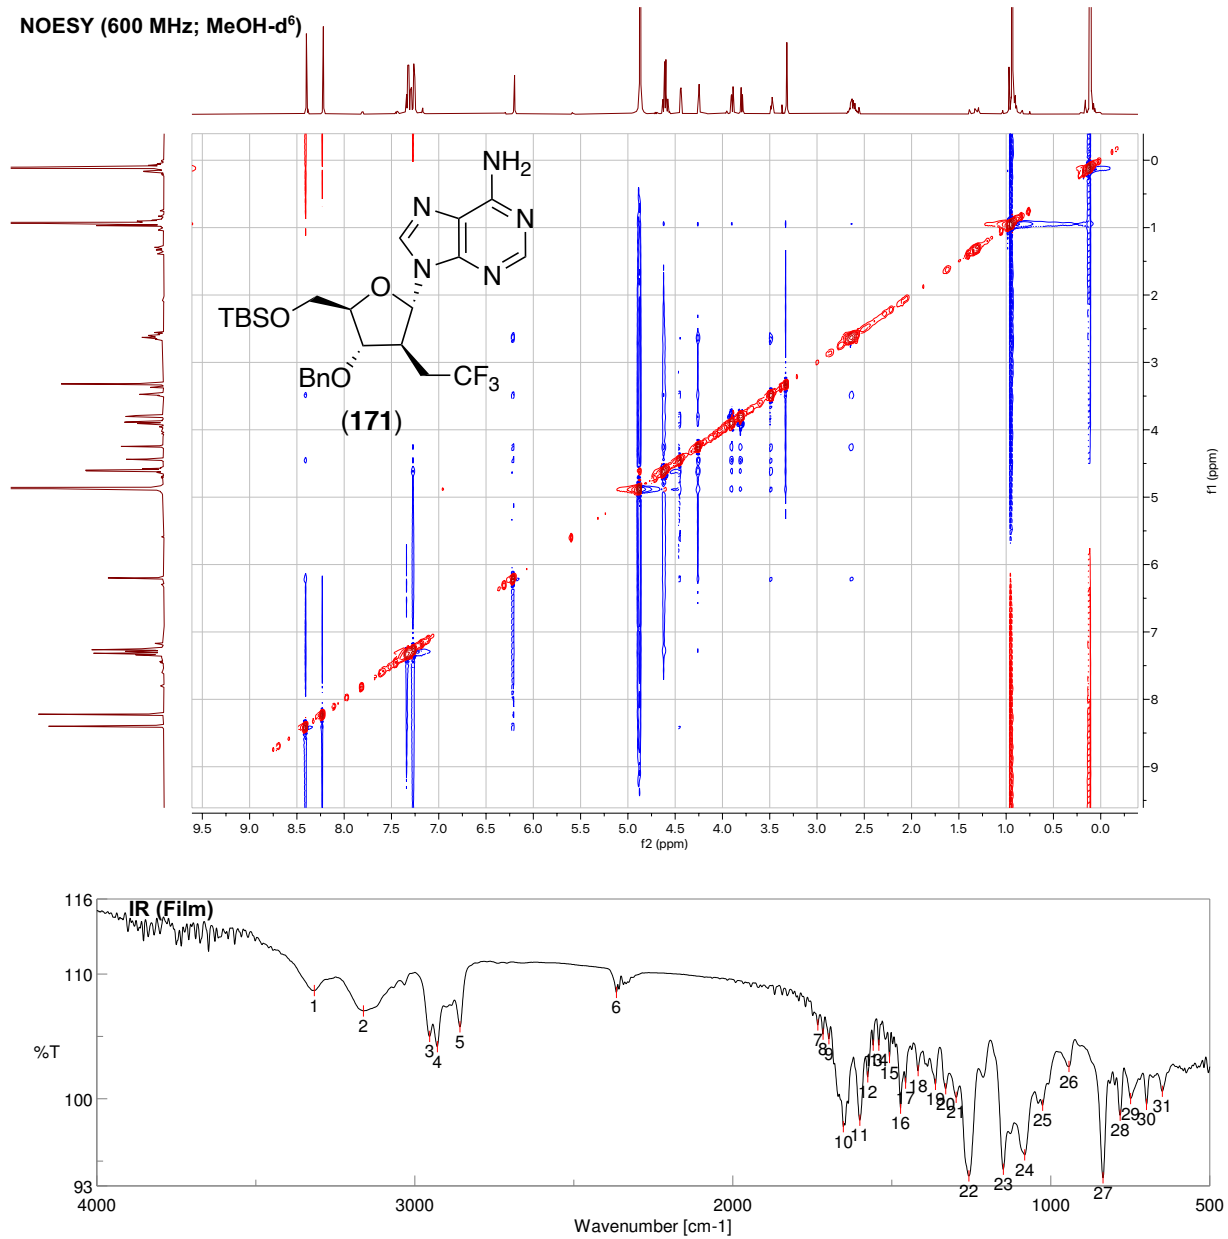 NOESY (600 MHz; MeOH-d6)
NH2
N
N
N
N
O
TBSO
BnO
CF3
(171)
0
1
2
3
4
5
6
7
8
9
f1 (ppm)
9.5 9.0 8.5 8.0 7.5 7.0 6.5 6.0 5.5 5.0 4.5 4.0 3.5 3.0 2.5 2.0 1.5 1.0 0.5 0.0
f2 (ppm)
IR (Film)
116
110
100
93
%T
1 2 3 4 5 6 7 8 9 10 11 12 13 14 15 16 17 18 19 20 21 22 23 24 25 26 27 28 29 30 31
4000 3000 2000 1000 500
Wavenumber [cm-1]